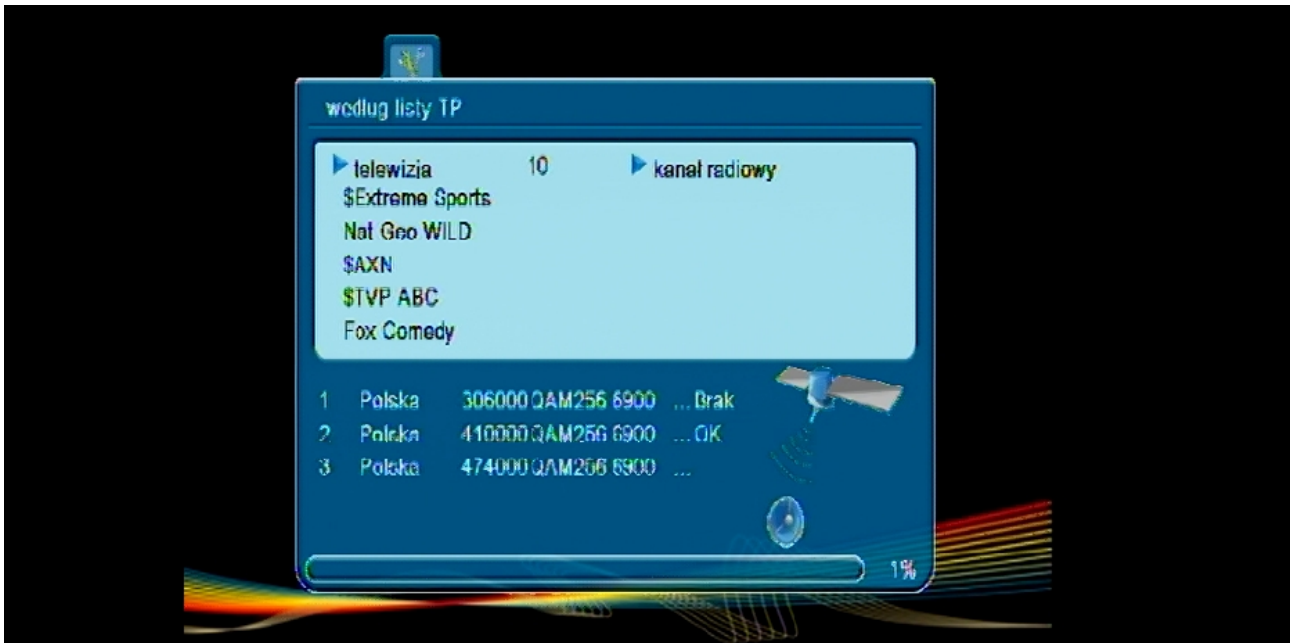 według listy TP
telewizja 10 kanał radiowy
$Extreme Sports
Nat Geo WILD
$AXN
$TVP ABC
Fox Comedy
1 Polska 306000 QAM256 6900 ...Brak
2 Polska 410000 QAM256 6900 ...OK
3 Polska 474000 QAM256 6900 ...
1%